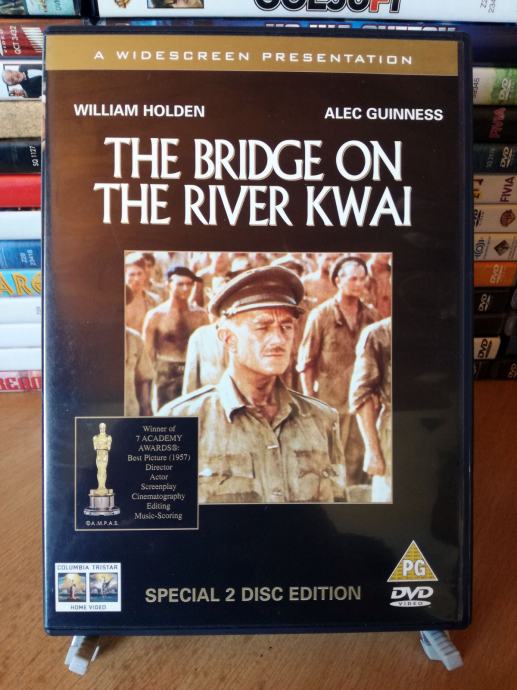 A WIDESCREEN PRESENTATION
WILLIAM HOLDEN
ALEC GUINNESS
THE BRIDGE ON
THE RIVER KWAI
Winner of
7 ACADEMY
AWARDS®:
Best Picture (1957)
Director
Actor
Screenplay
Cinematography
Editing
Music-Scoring
©A.M.P.A.S.
COLUMBIA TRISTAR
HOME VIDEO
SPECIAL 2 DISC EDITION
PG
DVD
VIDEO